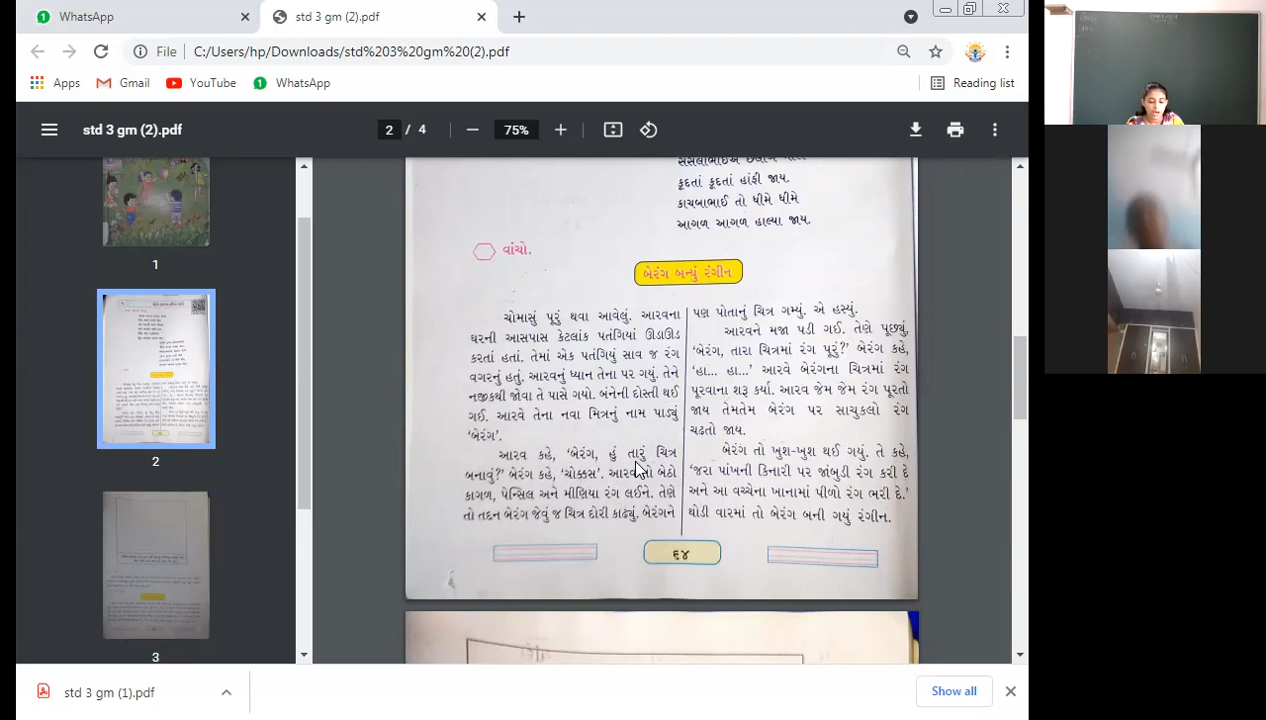 WhatsApp
std 3 gm (2).pdf
File
C:/Users/hp/Downloads/std%203%20gm%20(2).pdf
Apps
Gmail
YouTube
WhatsApp
Reading list
std 3 gm (2).pdf
2 / 4
75%
1
2
3
કૂદતાં કૂદતાં હાંફી જાય.
કાચબાભાઈ તો ધીમે ધીમે
આગળ આગળ હાલ્યા જાય.
વાંચો.
બેરંગ બન્યું રંગીન
ચોમાસું પૂરું થવા આવેલું. આરવના
ઘરની આસપાસ કેટલાંક પતંગિયાં ઊડાઊડ
કરતાં હતાં. તેમાં એક પતંગિયું સાવ જ રંગ
વગરનું હતું. આરવનું ધ્યાન તેના પર ગયું. તેને
નજીકથી જોવા તે પાસે ગયો. બંનેની દોસ્તી થઈ
ગઈ. આરવે તેના નવા મિત્રનું નામ પાડ્યું
‘બેરંગ’.
આરવ કહે, ‘બેરંગ, હું તારું ચિત્ર
બનાવું?’ બેરંગ કહે, ‘ચોક્કસ’. આરવ તો બેઠો
કાગળ, પેન્સિલ અને મીણિયા રંગ લઈને. તેણે
તો તદન બેરંગ જેવું જ ચિત્ર દોરી કાઢ્યું. બેરંગને
પણ પોતાનું ચિત્ર ગમ્યું. એ હસ્યું.
આરવને મજા પડી ગઈ. તેણે પૂછ્યું,
‘બેરંગ, તારા ચિત્રમાં રંગ પૂરું?’ બેરંગ કહે,
‘હા... હા...’ આરવે બેરંગના ચિત્રમાં રંગ
પૂરવાના શરૂ કર્યા. આરવ જેમ જેમ રંગ પૂરતો
જાય તેમતેમ બેરંગ પર સાચુકલો રંગ
ચઢતો જાય.
બેરંગ તો ખુશ-ખુશ થઈ ગયું. તે કહે,
‘જરા પાંખની કિનારી પર જાંબુડી રંગ કરી દે
અને આ વચ્ચેના ખાનામાં પીળો રંગ ભરી દે.’
થોડી વારમાં તો બેરંગ બની ગયું રંગીન.
૬૪
std 3 gm (1).pdf
Show all